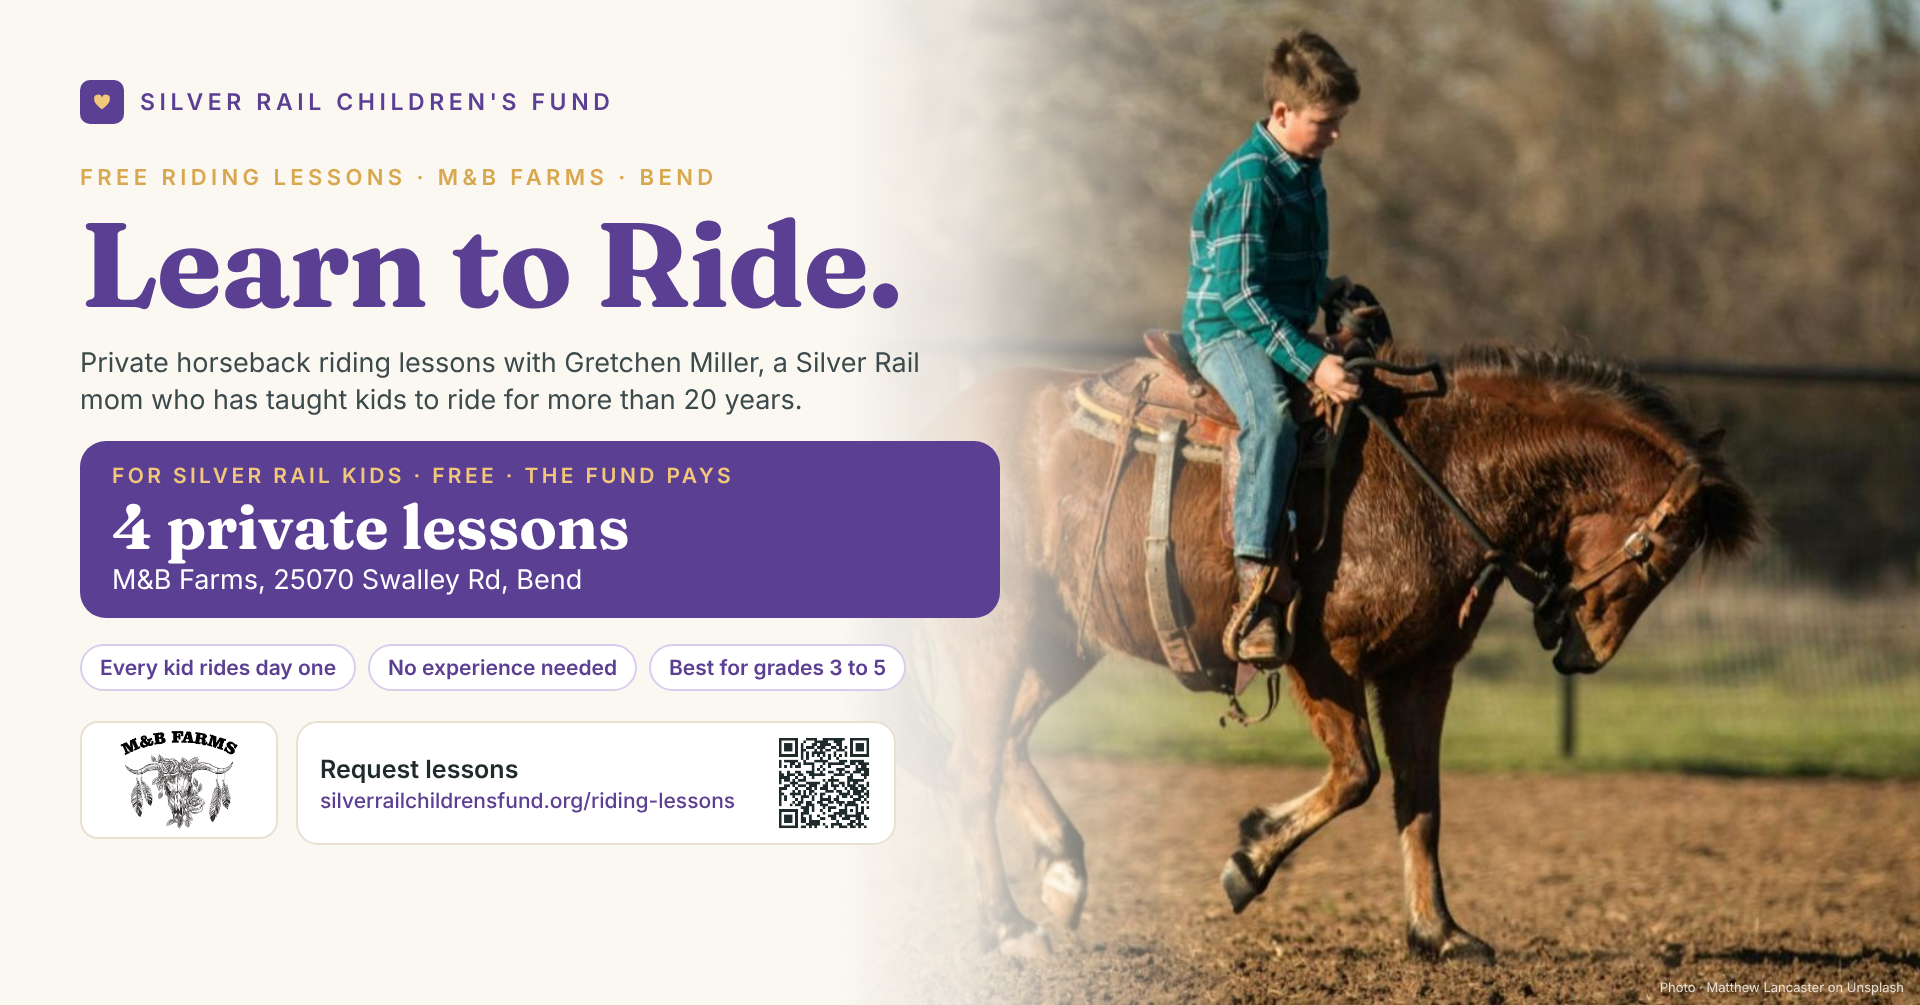 SILVER RAIL CHILDREN'S FUND
FREE RIDING LESSONS · M&B FARMS · BEND
Learn to Ride.
Private horseback riding lessons with Gretchen Miller, a Silver Rail
mom who has taught kids to ride for more than 20 years.
FOR SILVER RAIL KIDS · FREE · THE FUND PAYS
4 private lessons
M&B Farms, 25070 Swalley Rd, Bend
Every kid rides day one
No experience needed
Best for grades 3 to 5
M&B FARMS
Request lessons
silverrailchildrensfund.org/riding-lessons
Photo · Matthew Lancaster on Unsplash